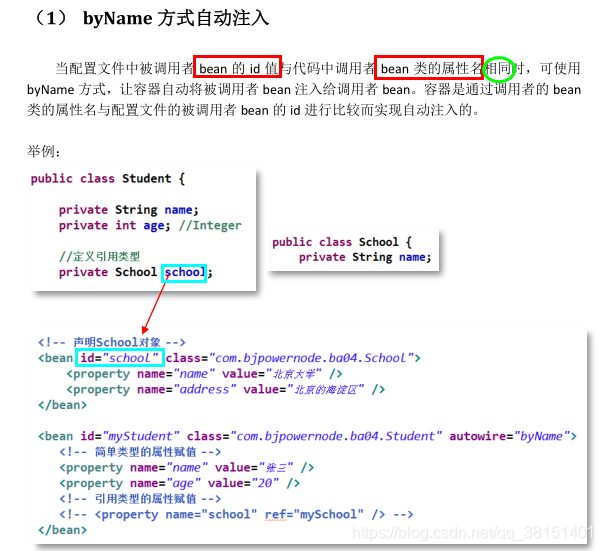 （1） byName 方式自动注入
当配置文件中被调用者 bean 的 id 值与代码中调用者 bean 类的属性名相同时，可使用
byName 方式，让容器自动将被调用者 bean 注入给调用者 bean。容器是通过调用者的 bean
类的属性名与配置文件的被调用者 bean 的 id 进行比较而实现自动注入的。
举例：
public class Student {
private String name;
private int age; //Integer
//定义引用类型
private School school;
public class School {
private String name;
<!-- 声明School对象 -->
<bean id="school" class="com.bjpowernode.ba04.School">
<property name="name" value="北京大学" />
<property name="address" value="北京的海淀区" />
</bean>
<bean id="myStudent" class="com.bjpowernode.ba04.Student" autowire="byName">
<!-- 简单类型的属性赋值 -->
<property name="name" value="张三" />
<property name="age" value="20" />
<!-- 引用类型的属性赋值 -->
<!-- <property name="school" ref="mySchool" /> -->
</bean>
https://blog.csdn.net/qq_38151401